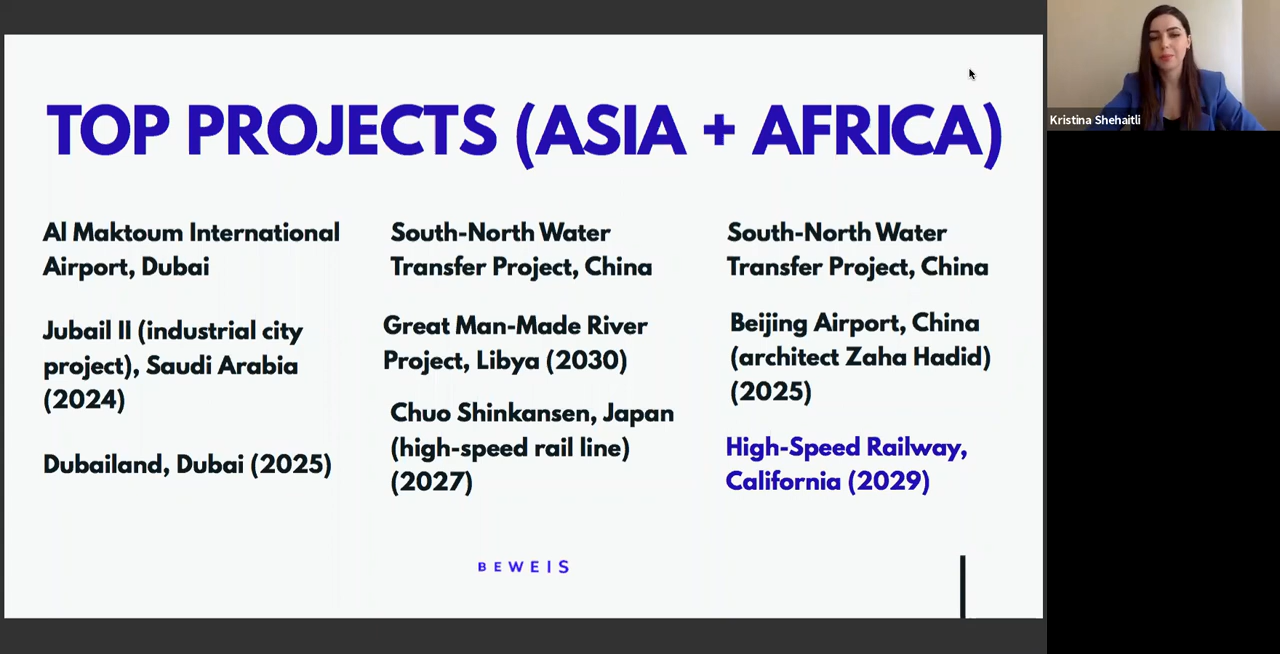 TOP PROJECTS (ASIA + AFRICA)
Al Maktoum International
Airport, Dubai
Jubail II (industrial city
project), Saudi Arabia
(2024)
Dubailand, Dubai (2025)
South-North Water
Transfer Project, China
Great Man-Made River
Project, Libya (2030)
Chuo Shinkansen, Japan
(high-speed rail line)
(2027)
South-North Water
Transfer Project, China
Beijing Airport, China
(architect Zaha Hadid)
(2025)
High-Speed Railway,
California (2029)
BEWEIS
Kristina Shehaitli